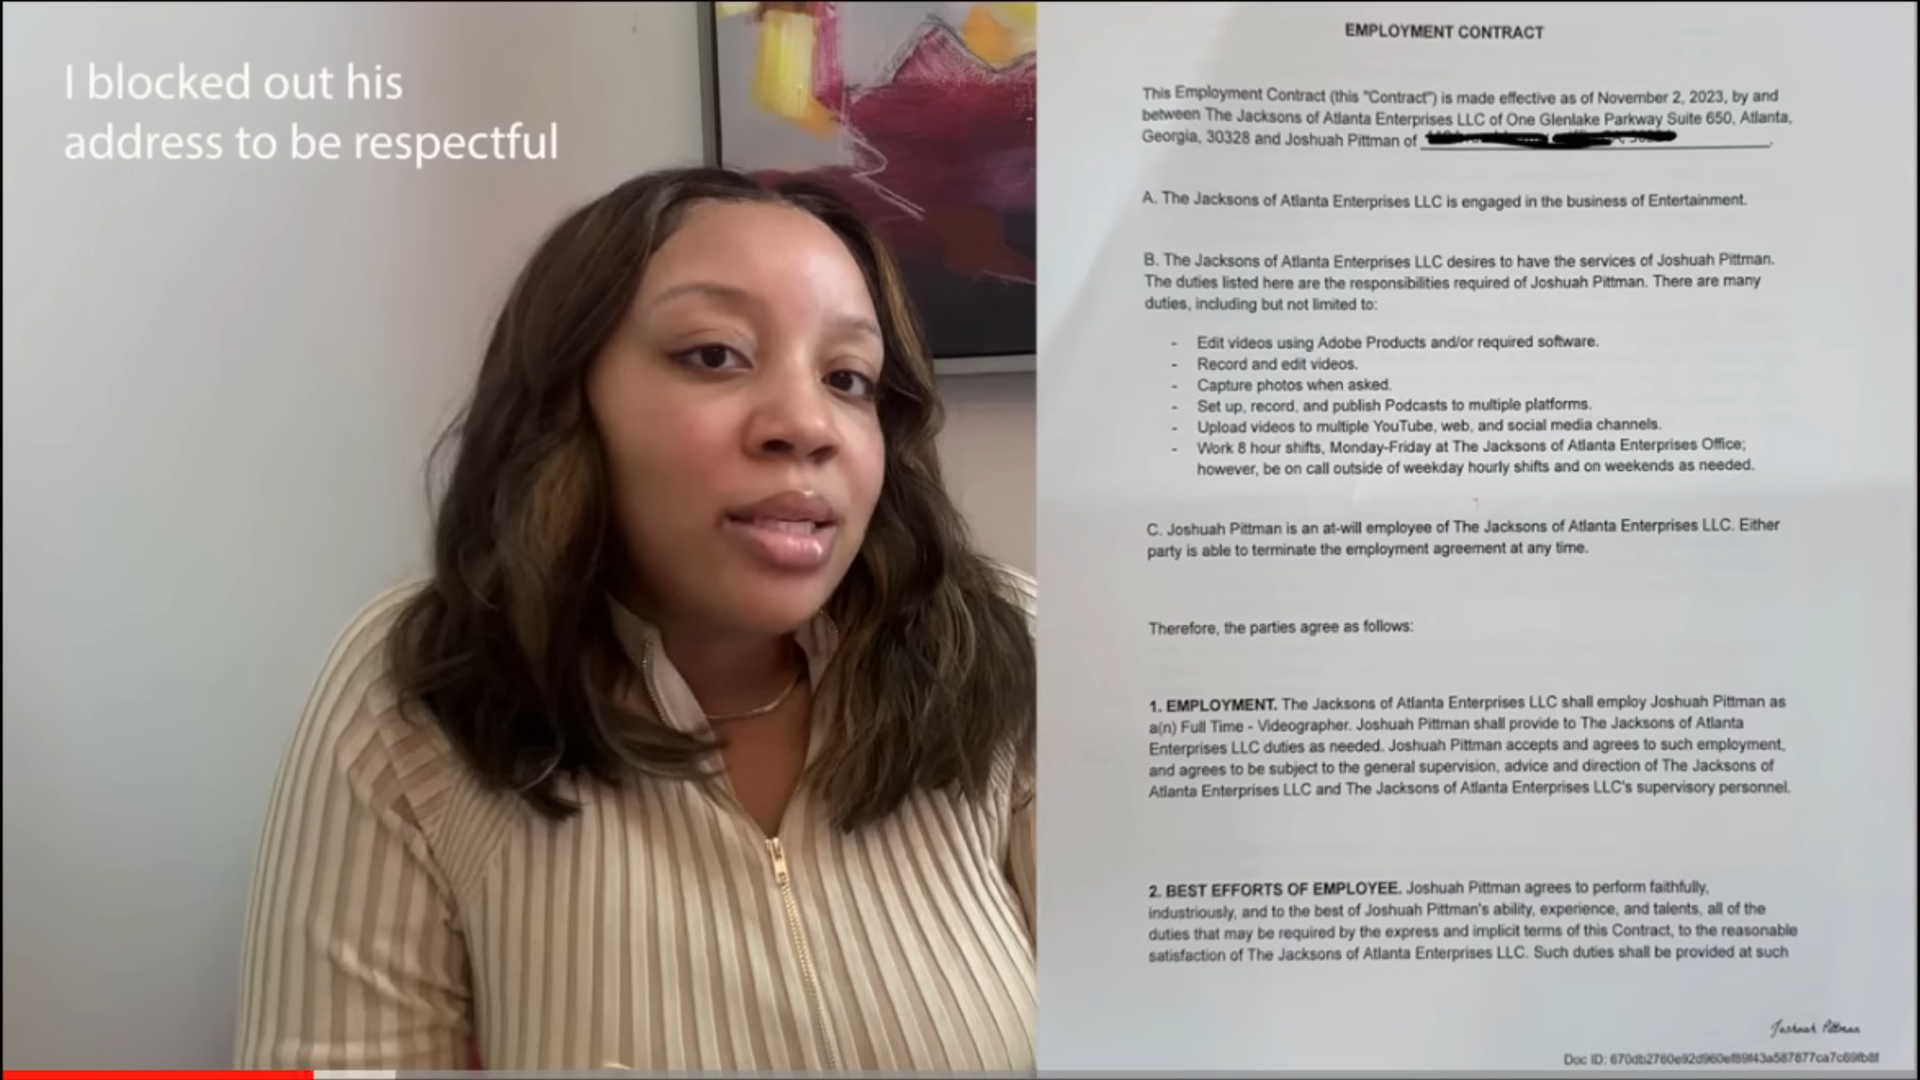 I blocked out his
address to be respectful
EMPLOYMENT CONTRACT
This Employment Contract (this "Contract") is made effective as of November 2, 2023, by and
between The Jacksons of Atlanta Enterprises LLC of One Glenlake Parkway Suite 650, Atlanta,
Georgia, 30328 and Joshuah Pittman of
A. The Jacksons of Atlanta Enterprises LLC is engaged in the business of Entertainment.
B. The Jacksons of Atlanta Enterprises LLC desires to have the services of Joshuah Pittman.
The duties listed here are the responsibilities required of Joshuah Pittman. There are many
duties, including but not limited to:
- Edit videos using Adobe Products and/or required software.
- Record and edit videos.
- Capture photos when asked.
- Set up, record, and publish Podcasts to multiple platforms.
- Upload videos to multiple YouTube, web, and social media channels.
- Work 8 hour shifts, Monday-Friday at The Jacksons of Atlanta Enterprises Office;
however, be on call outside of weekday hourly shifts and on weekends as needed.
C. Joshuah Pittman is an at-will employee of The Jacksons of Atlanta Enterprises LLC. Either
party is able to terminate the employment agreement at any time.
Therefore, the parties agree as follows:
1. EMPLOYMENT. The Jacksons of Atlanta Enterprises LLC shall employ Joshuah Pittman as
a(n) Full Time - Videographer. Joshuah Pittman shall provide to The Jacksons of Atlanta
Enterprises LLC duties as needed. Joshuah Pittman accepts and agrees to such employment,
and agrees to be subject to the general supervision, advice and direction of The Jacksons of
Atlanta Enterprises LLC and The Jacksons of Atlanta Enterprises LLC's supervisory personnel.
2. BEST EFFORTS OF EMPLOYEE. Joshuah Pittman agrees to perform faithfully,
industriously, and to the best of Joshuah Pittman's ability, experience, and talents, all of the
duties that may be required by the express and implicit terms of this Contract, to the reasonable
satisfaction of The Jacksons of Atlanta Enterprises LLC. Such duties shall be provided at such
Joshuah Pittman
Doc ID: